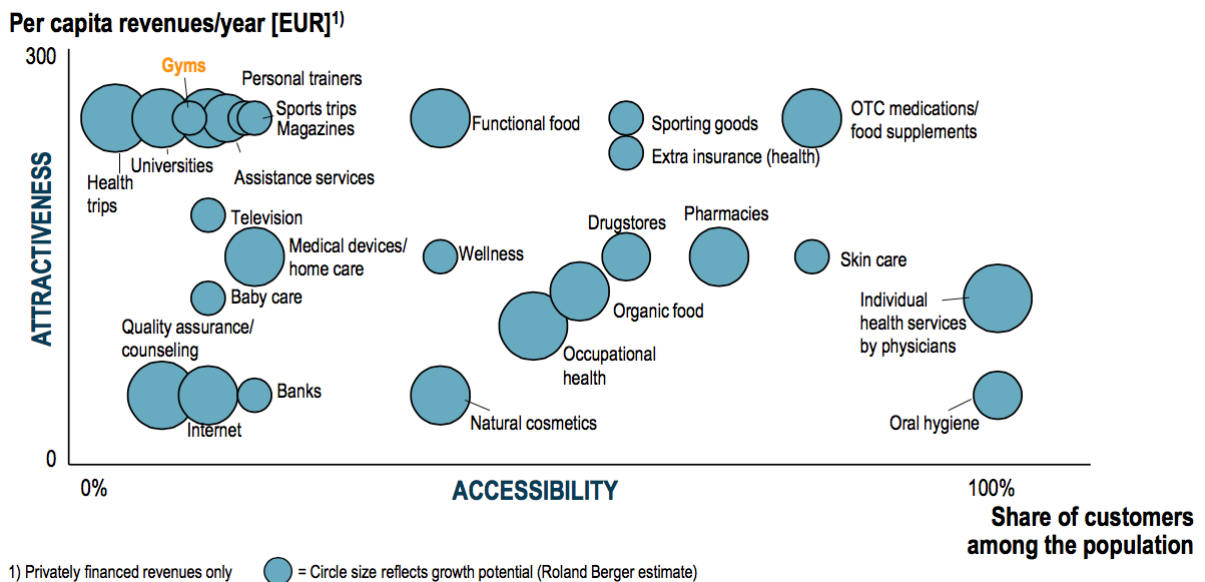 Per capita revenues/year [EUR]1)
300
Gyms
Personal trainers
Sports trips
Magazines
Functional food
Sporting goods
OTC medications/
food supplements
Extra insurance (health)
Universities
Health
trips
Assistance services
Television
Drugstores
Pharmacies
Medical devices/
home care
Wellness
Skin care
Baby care
Organic food
Individual
health services
by physicians
Quality assurance/
counseling
Occupational
health
Banks
Internet
Natural cosmetics
Oral hygiene
ATTRACTIVENESS
0
0%
ACCESSIBILITY
100%
Share of customers
among the population
1) Privately financed revenues only
= Circle size reflects growth potential (Roland Berger estimate)